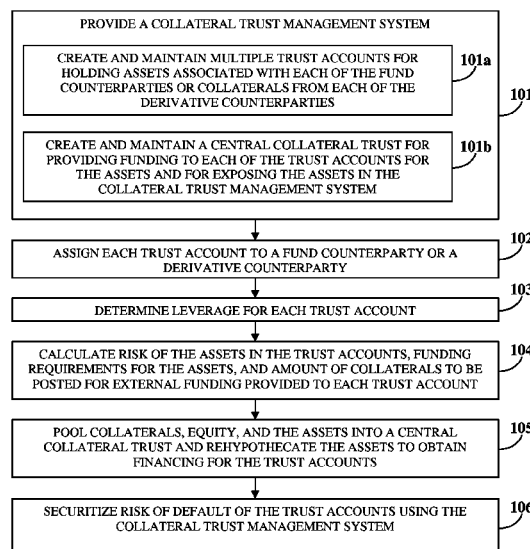 PROVIDE A COLLATERAL TRUST MANAGEMENT SYSTEM
101
CREATE AND MAINTAIN MULTIPLE TRUST ACCOUNTS FOR
HOLDING ASSETS ASSOCIATED WITH EACH OF THE FUND
COUNTERPARTIES OR COLLATERALS FROM EACH OF THE
DERIVATIVE COUNTERPARTIES
101a
CREATE AND MAINTAIN A CENTRAL COLLATERAL TRUST FOR
PROVIDING FUNDING TO EACH OF THE TRUST ACCOUNTS FOR
THE ASSETS AND FOR EXPOSING THE ASSETS IN THE
COLLATERAL TRUST MANAGEMENT SYSTEM
101b
ASSIGN EACH TRUST ACCOUNT TO A FUND COUNTERPARTY OR A
DERIVATIVE COUNTERPARTY
102
DETERMINE LEVERAGE FOR EACH TRUST ACCOUNT
103
CALCULATE RISK OF THE ASSETS IN THE TRUST ACCOUNTS, FUNDING
REQUIREMENTS FOR THE ASSETS, AND AMOUNT OF COLLATERALS TO BE
POSTED FOR EXTERNAL FUNDING PROVIDED TO EACH TRUST ACCOUNT
104
POOL COLLATERALS, EQUITY, AND THE ASSETS INTO A CENTRAL
COLLATERAL TRUST AND REHYPOTHECATE THE ASSETS TO OBTAIN
FINANCING FOR THE TRUST ACCOUNTS
105
SECURITIZE RISK OF DEFAULT OF THE TRUST ACCOUNTS USING THE
COLLATERAL TRUST MANAGEMENT SYSTEM
106